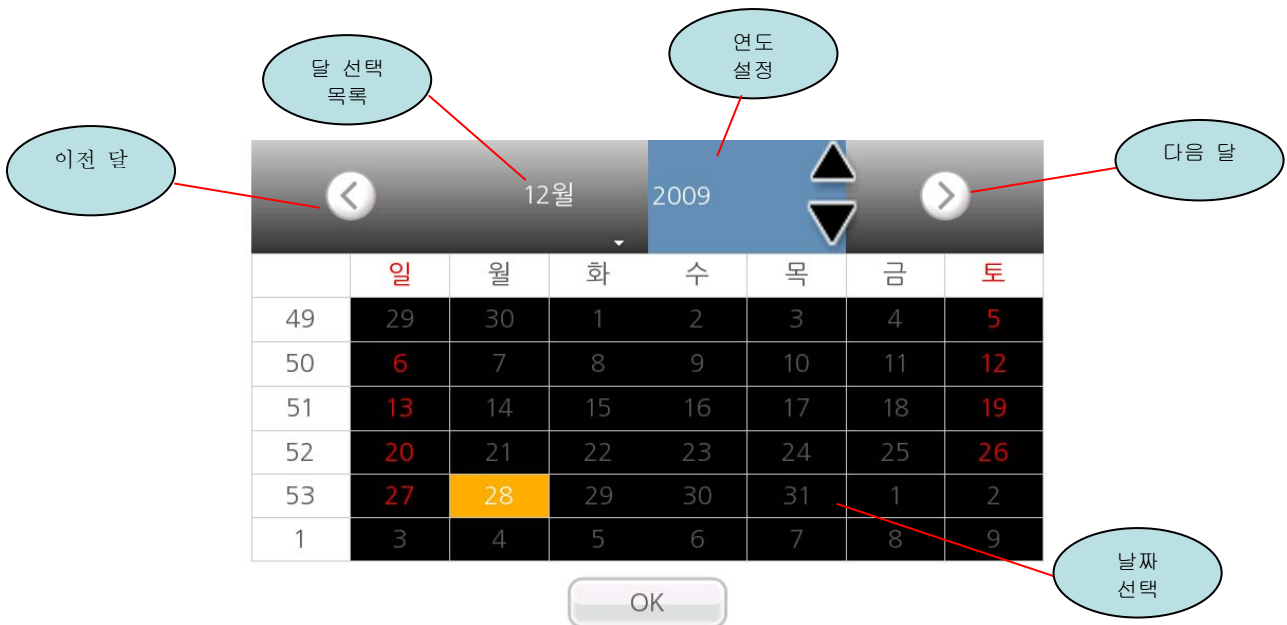 연도
설정
달 선택
목록
이전 달
다음 달
12월 2009
일 월 화 수 목 금 토
49 29 30 1 2 3 4 5
50 6 7 8 9 10 11 12
51 13 14 15 16 17 18 19
52 20 21 22 23 24 25 26
53 27 28 29 30 31 1 2
1 3 4 5 6 7 8 9
날짜
선택
OK